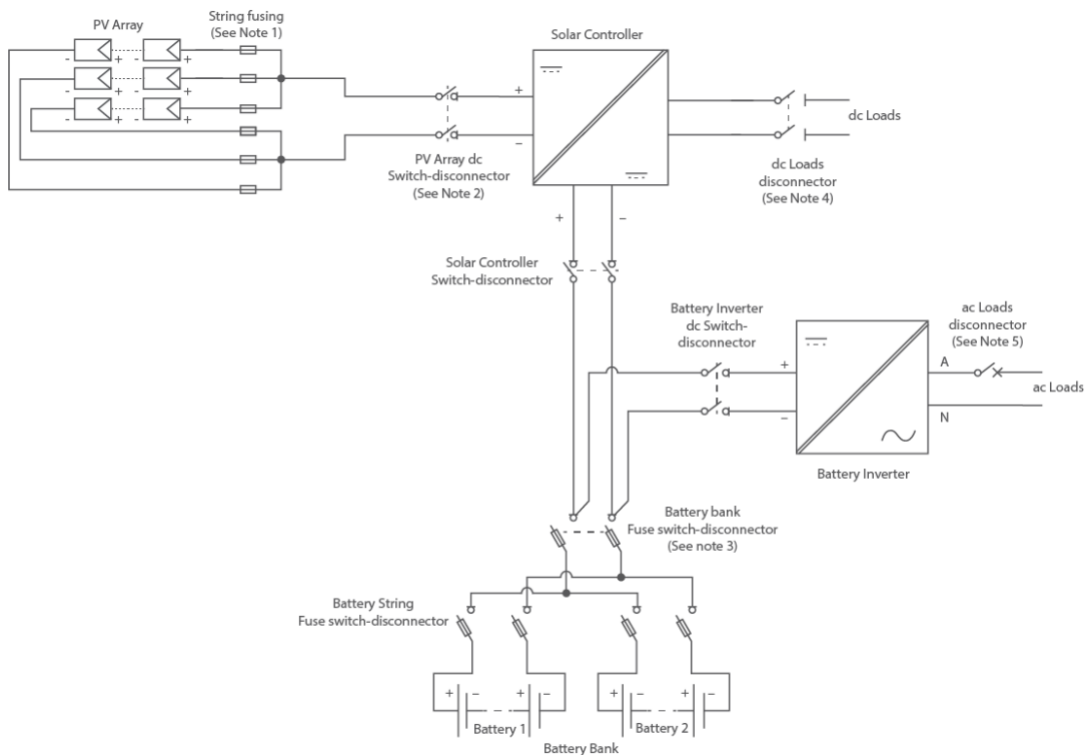 PV Array
String fusing
(See Note 1)
- + - +
- + - +
- + - +
Solar Controller
+
−
PV Array dc
Switch-disconnector
(See Note 2)
dc Loads
dc Loads
disconnector
(See Note 4)
+ −
Solar Controller
Switch-disconnector
Battery Inverter
dc Switch-
disconnector
+
−
ac Loads
disconnector
(See Note 5)
A
N
ac Loads
Battery Inverter
Battery bank
Fuse switch-disconnector
(See note 3)
Battery String
Fuse switch-disconnector
+ − + −
+ − + −
Battery 1
Battery 2
Battery Bank